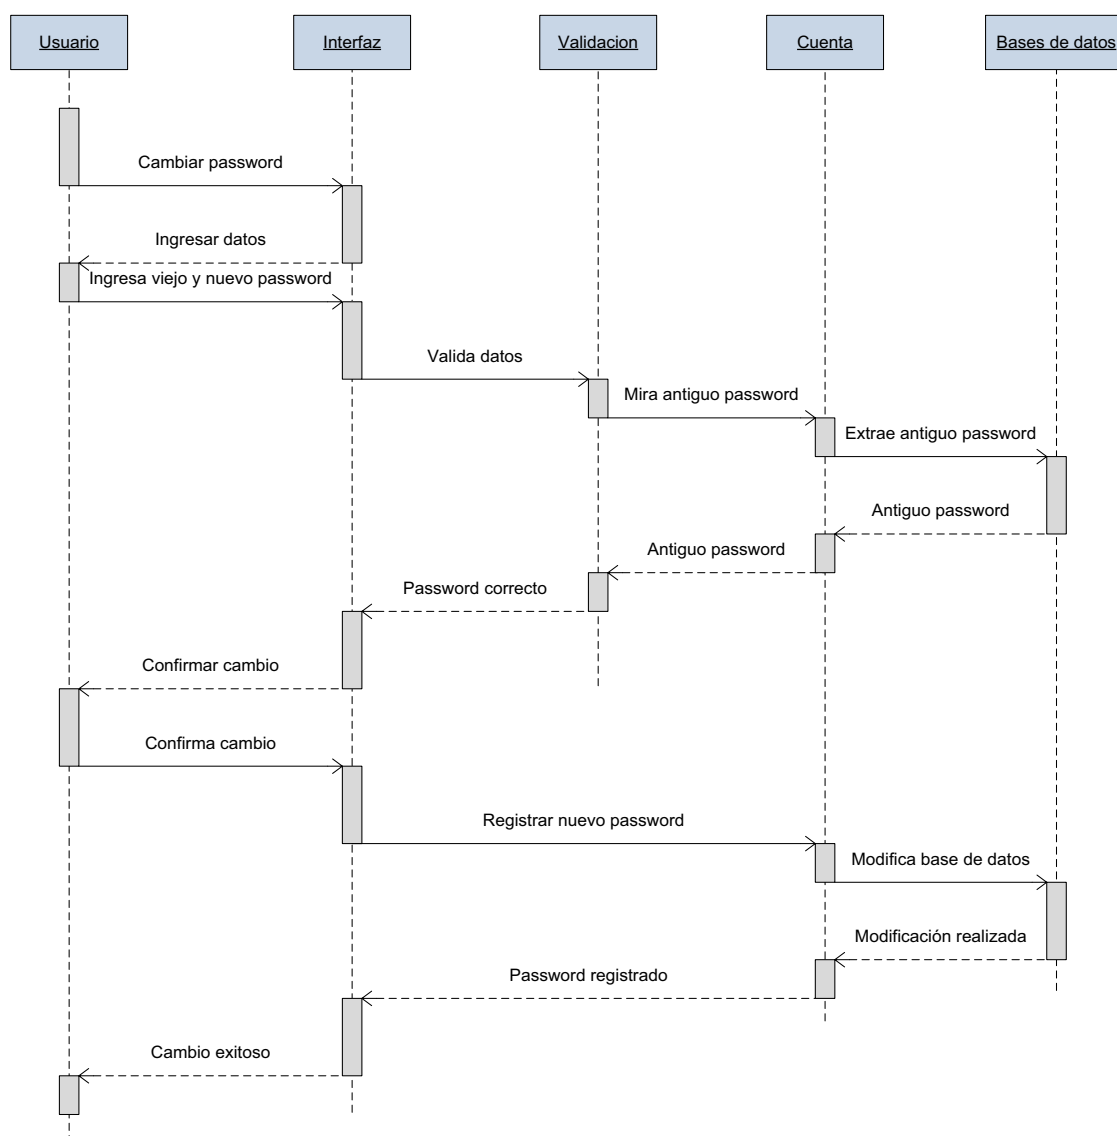 Usuario
Interfaz
Validacion
Cuenta
Bases de datos
Cambiar password
Ingresar datos
Ingresa viejo y nuevo password
Valida datos
Mira antiguo password
Extrae antiguo password
Antiguo password
Antiguo password
Password correcto
Confirmar cambio
Confirma cambio
Registrar nuevo password
Modifica base de datos
Modificación realizada
Password registrado
Cambio exitoso